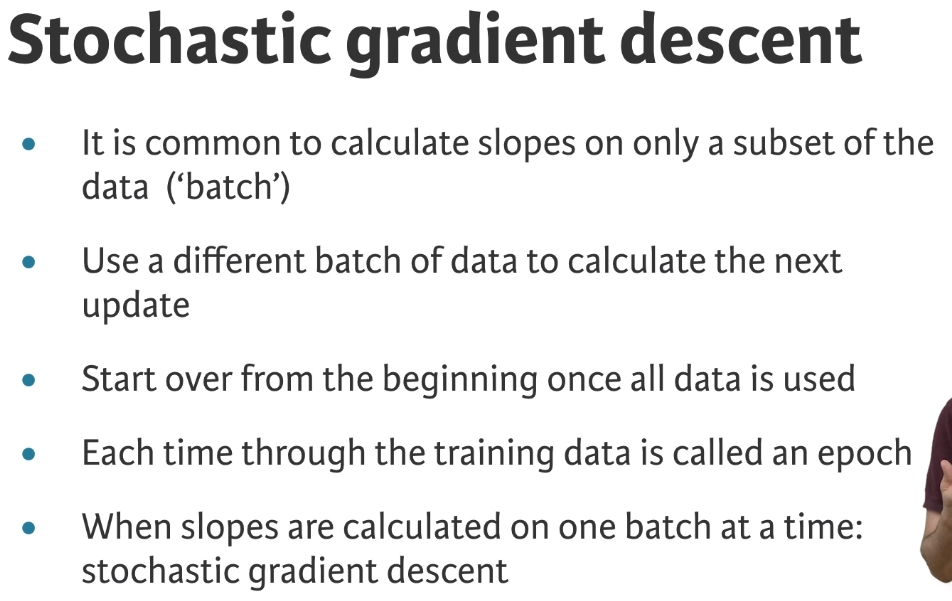 Stochastic gradient descent
• It is common to calculate slopes on only a subset of the
data (‘batch’)
• Use a different batch of data to calculate the next
update
• Start over from the beginning once all data is used
• Each time through the training data is called an epoch
• When slopes are calculated on one batch at a time:
stochastic gradient descent